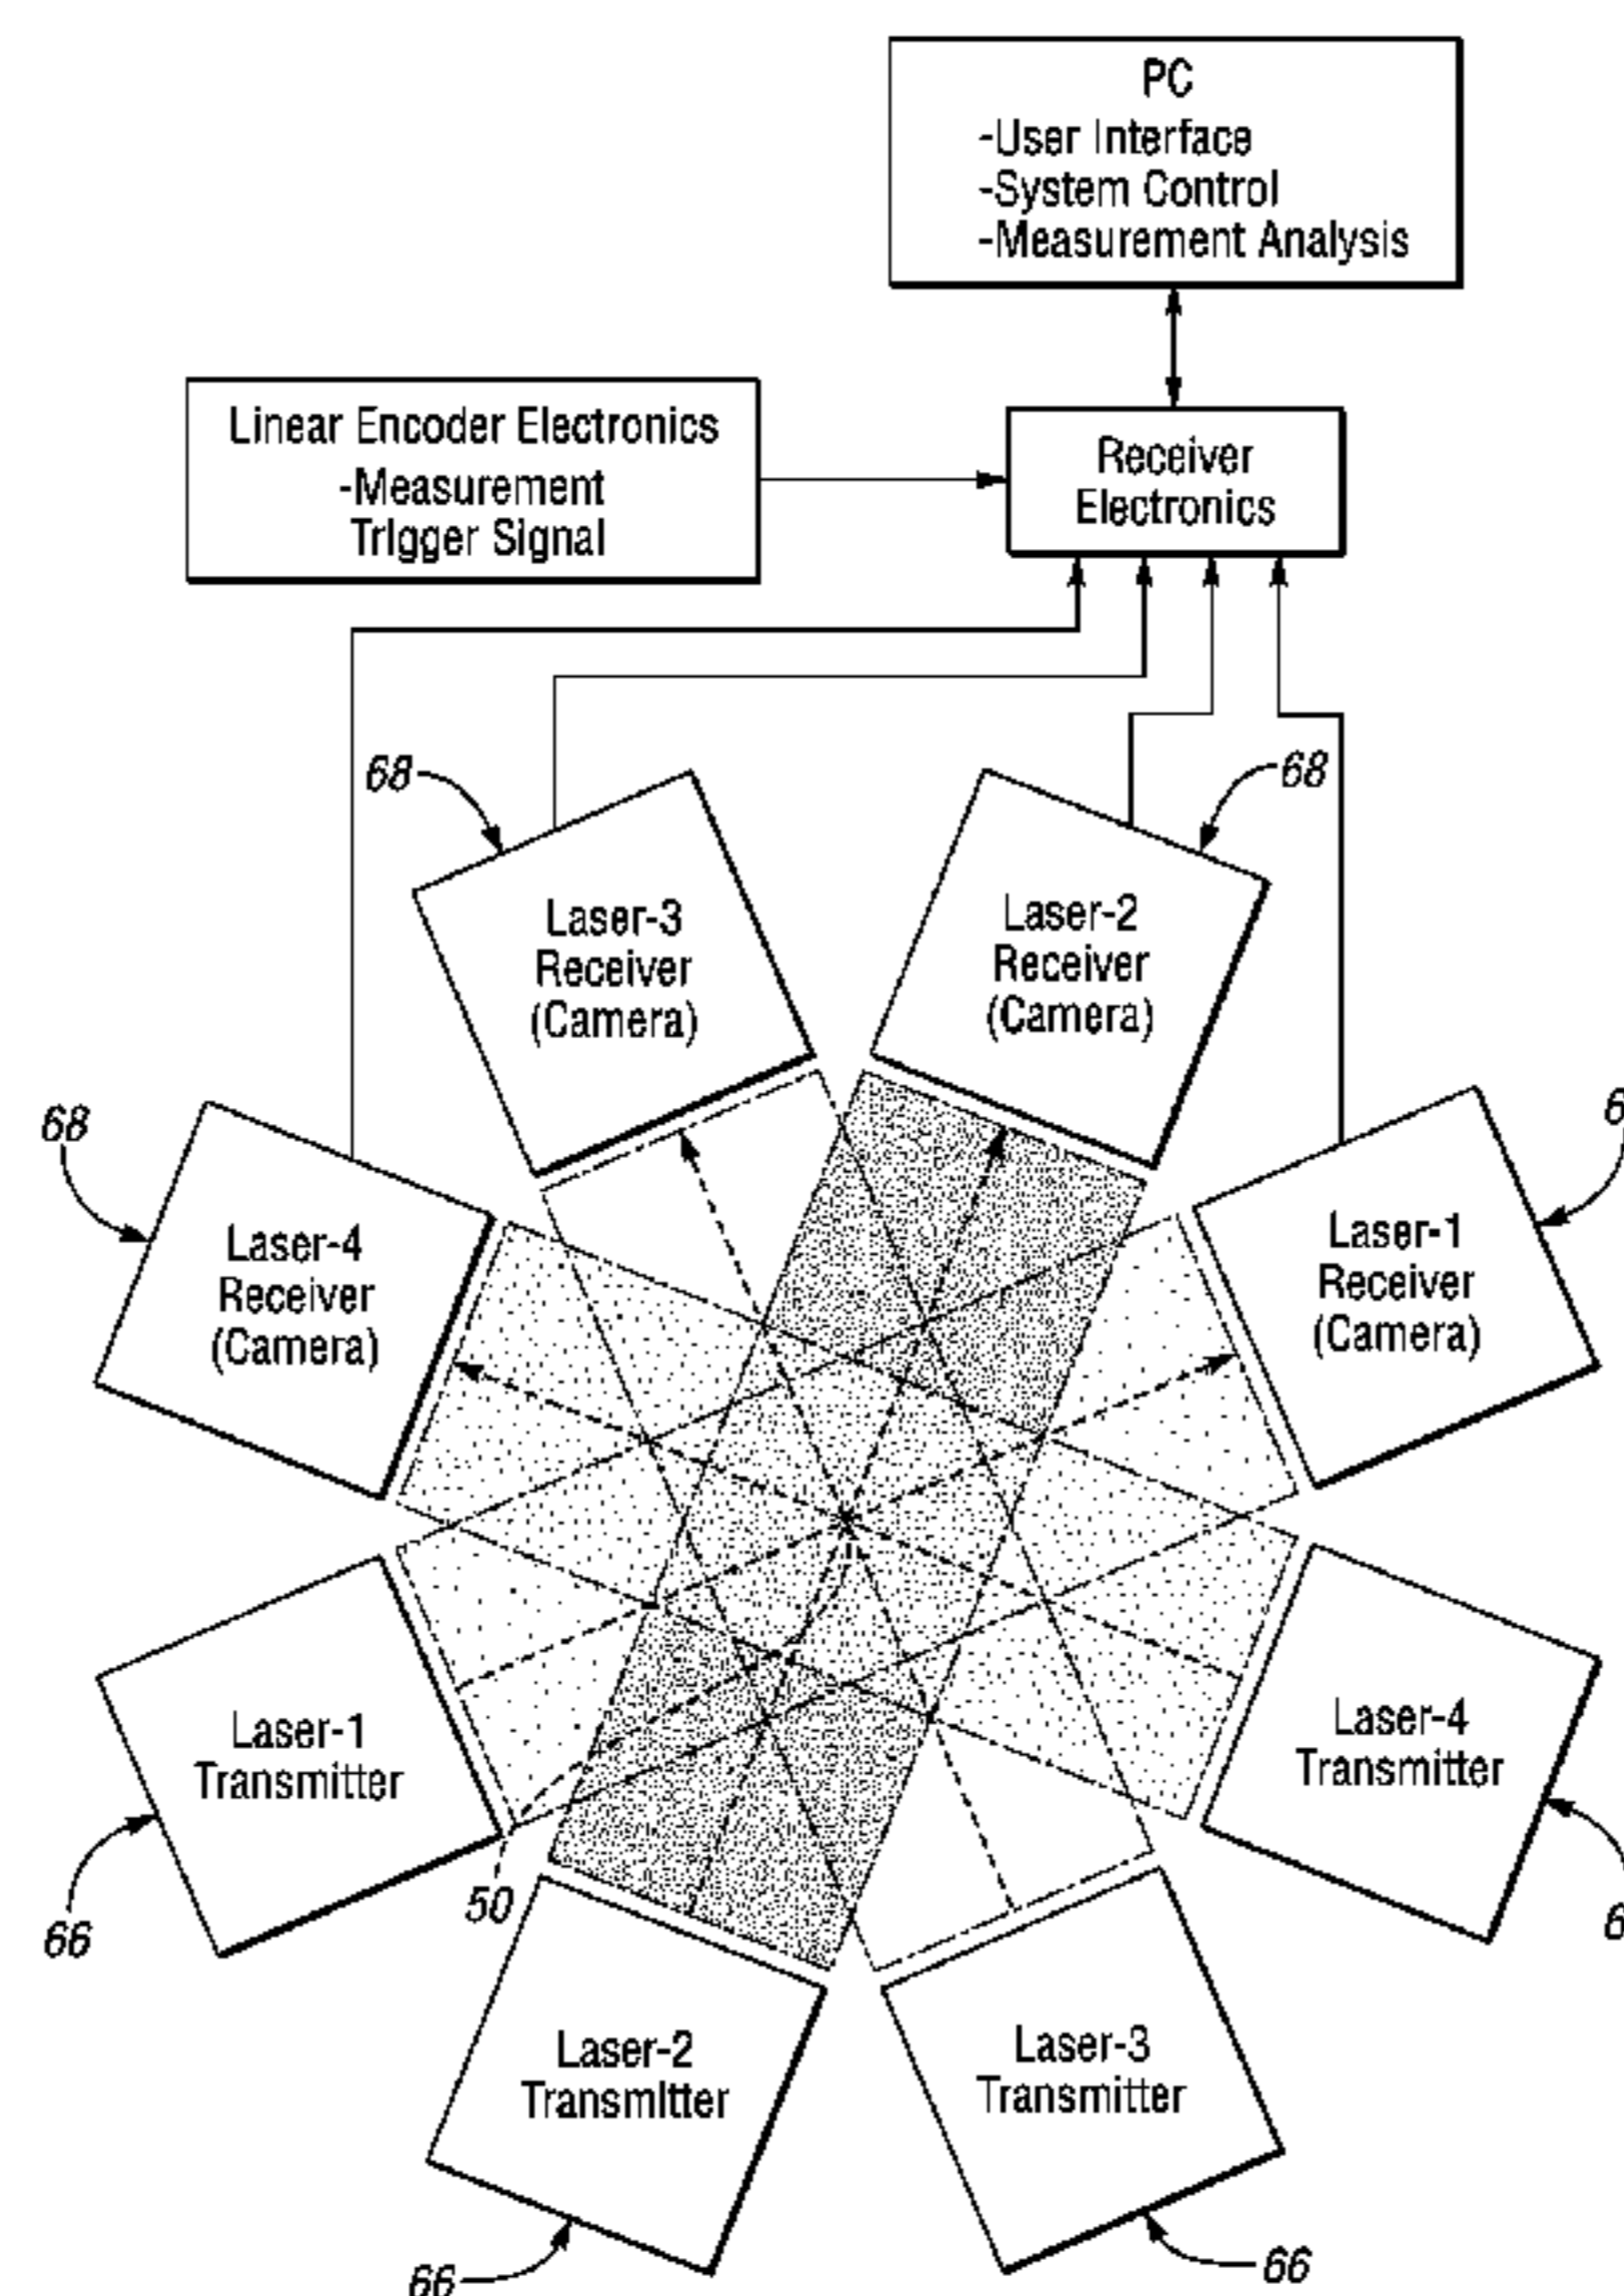 PC
-User Interface
-System Control
-Measurement Analysis
Linear Encoder Electronics
-Measurement
Trigger Signal
Receiver
Electronics
68
68
Laser-3
Receiver
(Camera)
Laser-2
Receiver
(Camera)
68
Laser-4
Receiver
(Camera)
Laser-1
Receiver
(Camera)
Laser-1
Transmitter
Laser-4
Transmitter
66
50
Laser-2
Transmitter
Laser-3
Transmitter
66
66